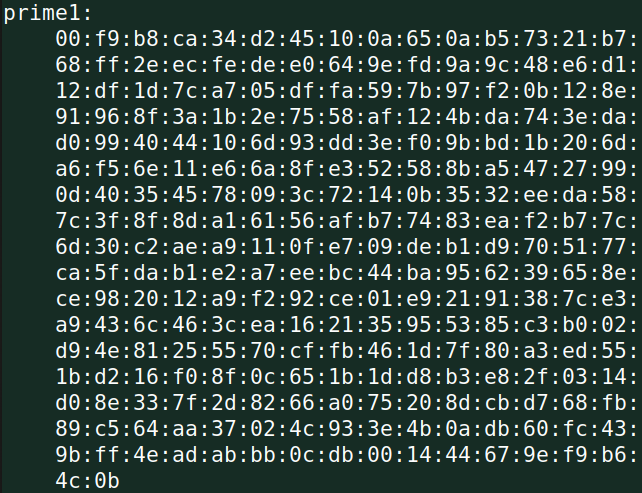 prime1:
00:f9:b8:ca:34:d2:45:10:0a:65:0a:b5:73:21:b7:
68:ff:2e:ec:fe:de:e0:64:9e:fd:9a:9c:48:e6:d1:
12:df:1d:7c:a7:05:df:fa:59:7b:97:f2:0b:12:8e:
91:96:8f:3a:1b:2e:75:58:af:12:4b:da:74:3e:da:
d0:99:40:44:10:6d:93:dd:3e:f0:9b:bd:1b:20:6d:
a6:f5:6e:11:e6:6a:8f:e3:52:58:8b:a5:47:27:99:
0d:40:35:45:78:09:3c:72:14:0b:35:32:ee:da:58:
7c:3f:8f:8d:a1:61:56:af:b7:74:83:ea:f2:b7:7c:
6d:30:c2:ae:a9:11:0f:e7:09:de:b1:d9:70:51:77:
ca:5f:da:b1:e2:a7:ee:bc:44:ba:95:62:39:65:8e:
ce:98:20:12:a9:f2:92:ce:01:e9:21:91:38:7c:e3:
a9:43:6c:46:3c:ea:16:21:35:95:53:85:c3:b0:02:
d9:4e:81:25:55:70:cf:fb:46:1d:7f:80:a3:ed:55:
1b:d2:16:f0:8f:0c:65:1b:1d:d8:b3:e8:2f:03:14:
d0:8e:33:7f:2d:82:66:a0:75:20:8d:cb:d7:68:fb:
89:c5:64:aa:37:02:4c:93:3e:4b:0a:db:60:fc:43:
9b:ff:4e:ad:ab:bb:0c:db:00:14:44:67:9e:f9:b6:
4c:0b